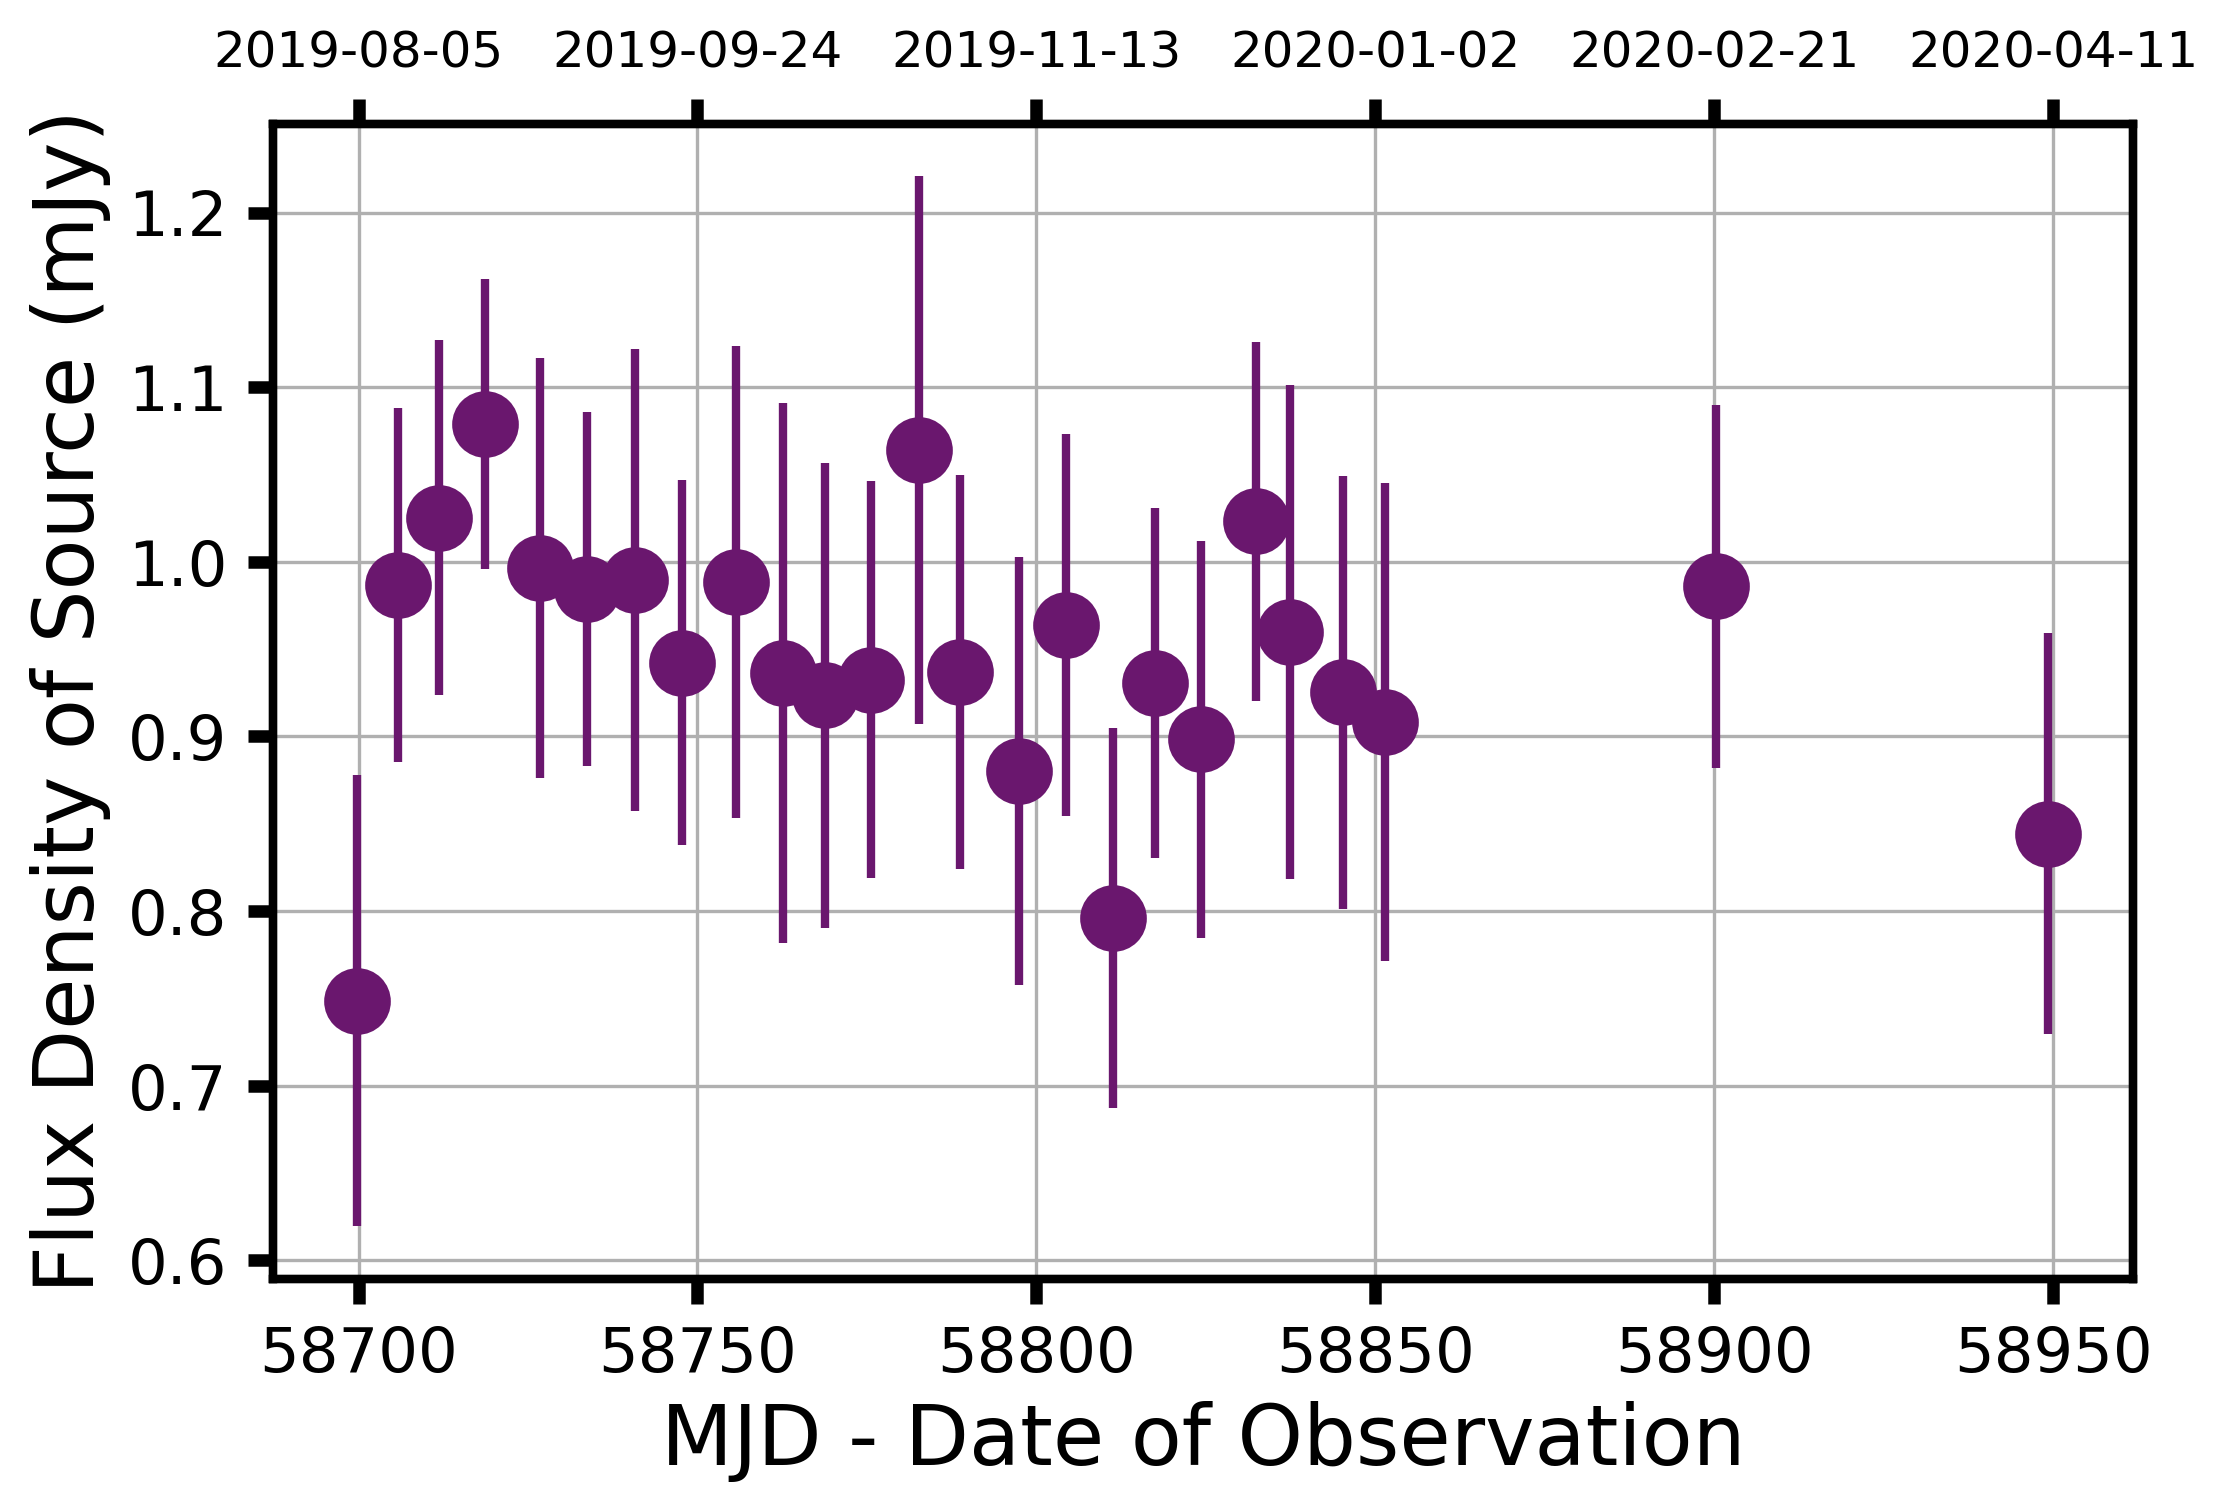 2019-08-05 2019-09-24 2019-11-13 2020-01-02 2020-02-21 2020-04-11
Flux Density of Source (mJy)
1.2
1.1
1.0
0.9
0.8
0.7
0.6
58700 58750 58800 58850 58900 58950
MJD - Date of Observation